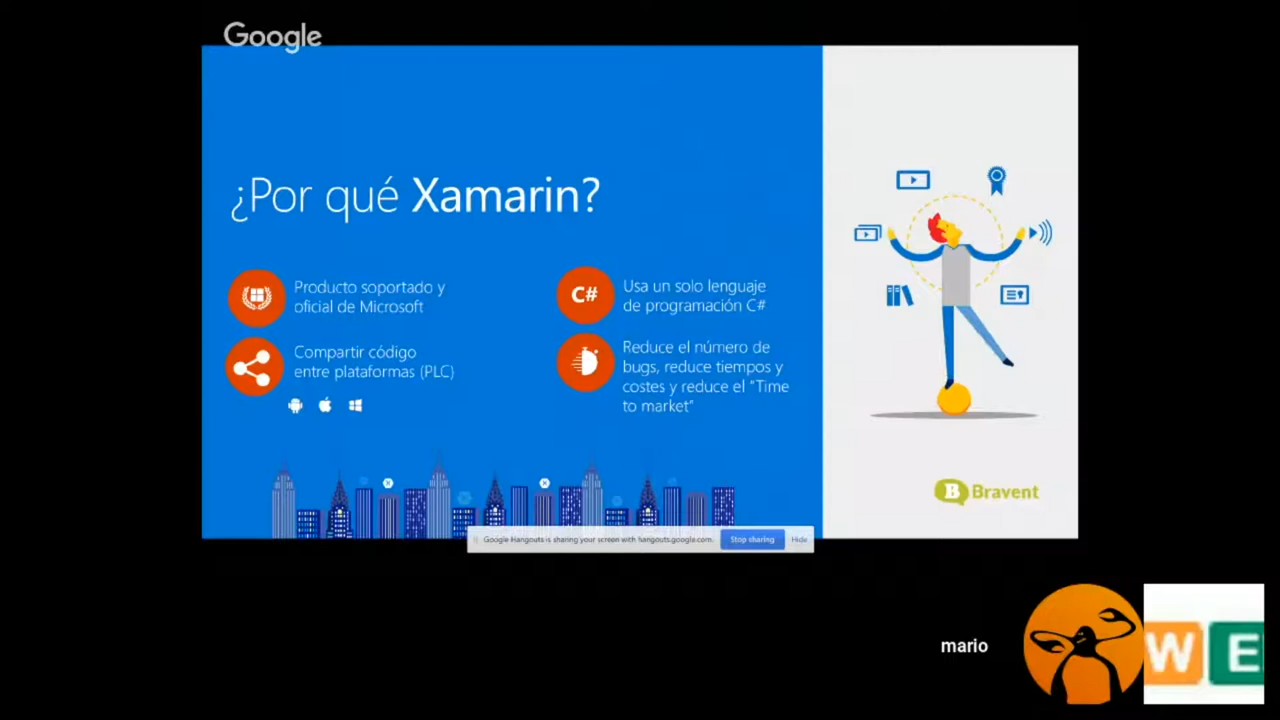 Google
¿Por qué Xamarin?
Producto soportado y
oficial de Microsoft
Compartir código
entre plataformas (PLC)
C#
Usa un solo lenguaje
de programación C#
Reduce el número de
bugs, reduce tiempos y
costes y reduce el "Time
to market"
B Bravent
Google Hangouts is sharing your screen with hangouts.google.com.
Stop sharing
Hide
mario
WE